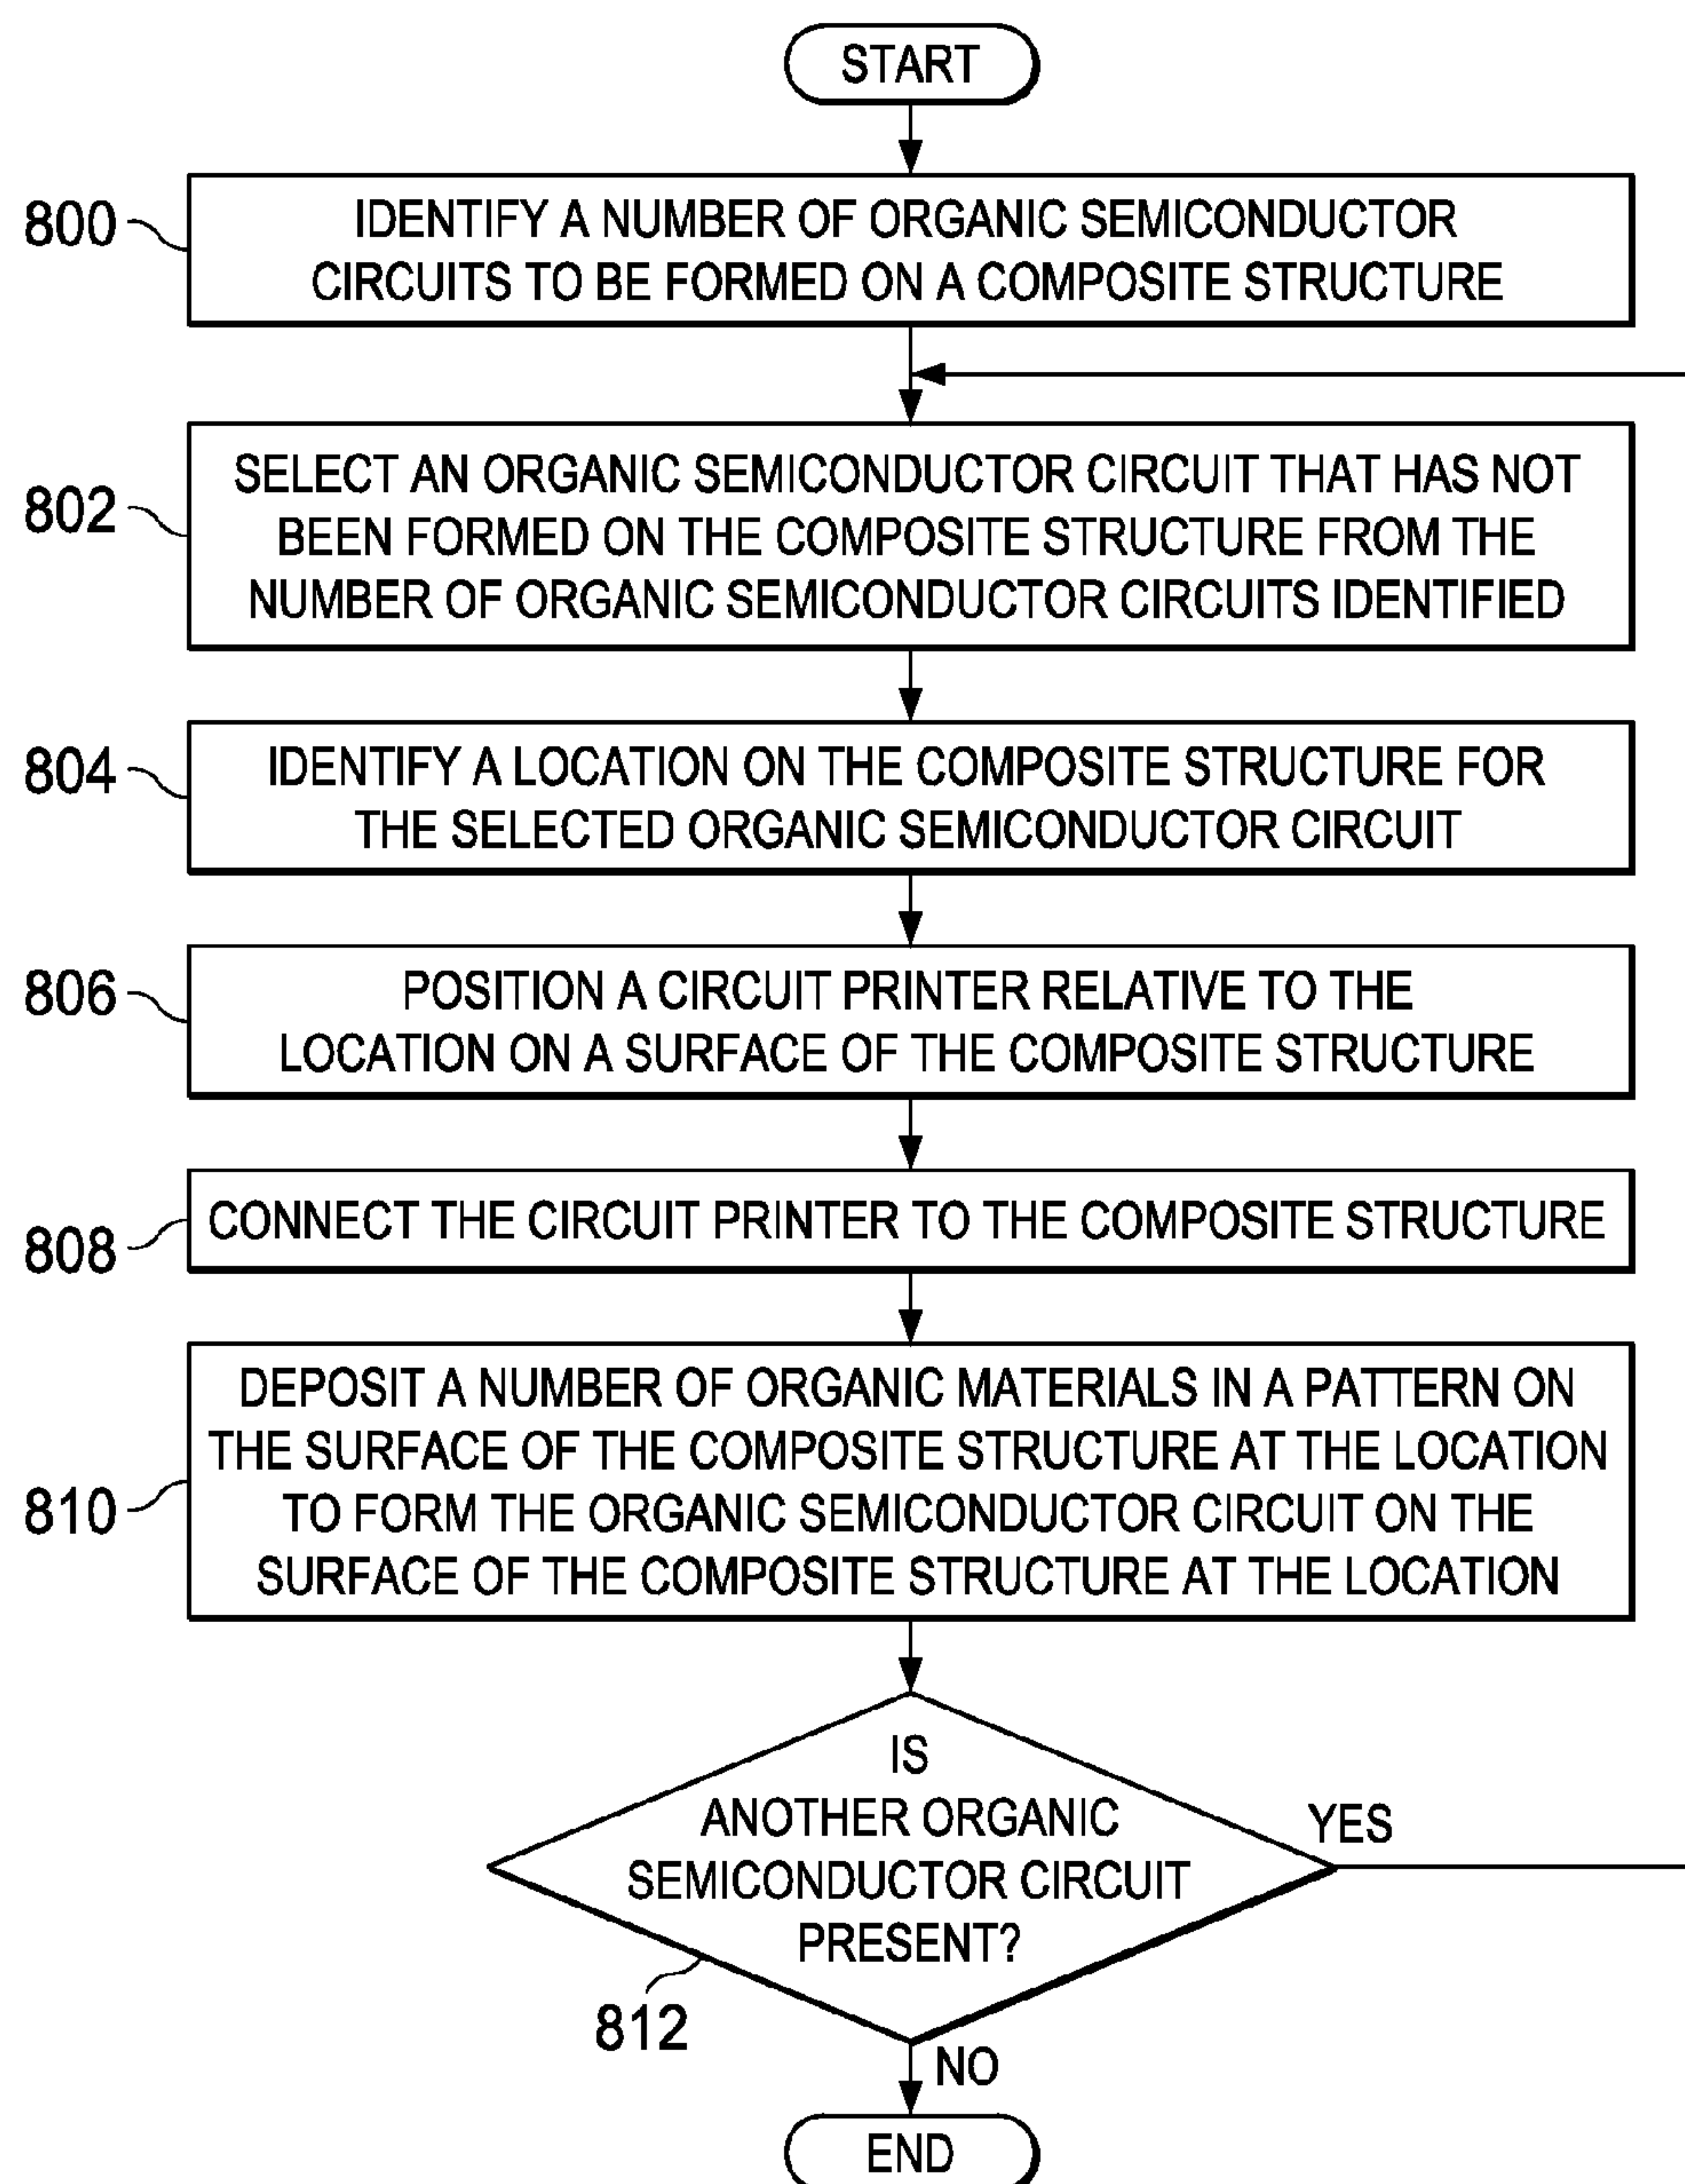 START
800
IDENTIFY A NUMBER OF ORGANIC SEMICONDUCTOR
CIRCUITS TO BE FORMED ON A COMPOSITE STRUCTURE
802
SELECT AN ORGANIC SEMICONDUCTOR CIRCUIT THAT HAS NOT
BEEN FORMED ON THE COMPOSITE STRUCTURE FROM THE
NUMBER OF ORGANIC SEMICONDUCTOR CIRCUITS IDENTIFIED
804
IDENTIFY A LOCATION ON THE COMPOSITE STRUCTURE FOR
THE SELECTED ORGANIC SEMICONDUCTOR CIRCUIT
806
POSITION A CIRCUIT PRINTER RELATIVE TO THE
LOCATION ON A SURFACE OF THE COMPOSITE STRUCTURE
808
CONNECT THE CIRCUIT PRINTER TO THE COMPOSITE STRUCTURE
810
DEPOSIT A NUMBER OF ORGANIC MATERIALS IN A PATTERN ON
THE SURFACE OF THE COMPOSITE STRUCTURE AT THE LOCATION
TO FORM THE ORGANIC SEMICONDUCTOR CIRCUIT ON THE
SURFACE OF THE COMPOSITE STRUCTURE AT THE LOCATION
IS
ANOTHER ORGANIC
SEMICONDUCTOR CIRCUIT
PRESENT?
YES
812
NO
END